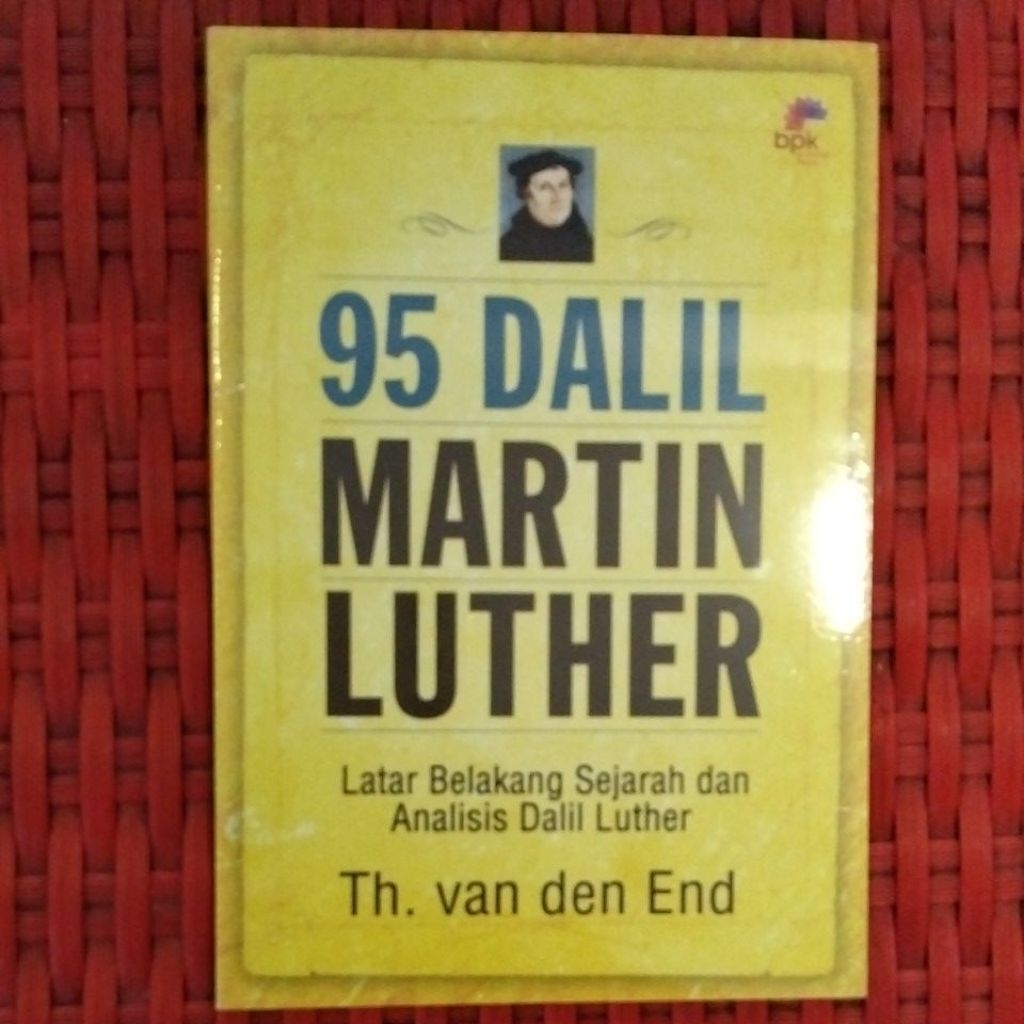 bpk
95 DALIL
MARTIN
LUTHER
Latar Belakang Sejarah dan
Analisis Dalil Luther
Th. van den End